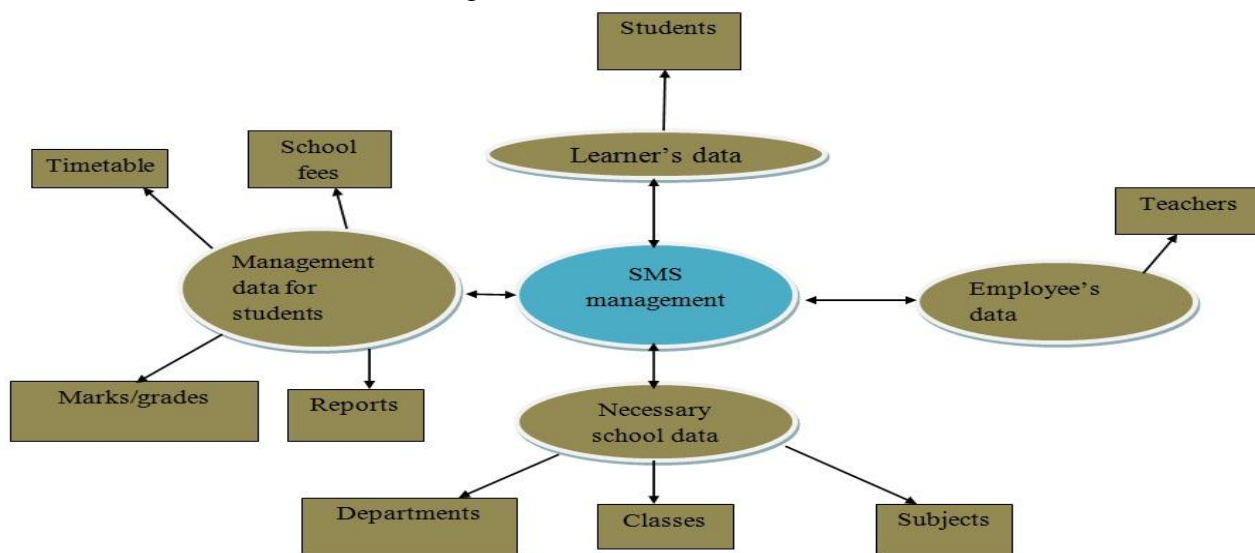 Students
Learner's data
Timetable
School
fees
Teachers
Management
data for
students
SMS
management
Employee's
data
Marks/grades
Reports
Necessary
school data
Departments
Classes
Subjects